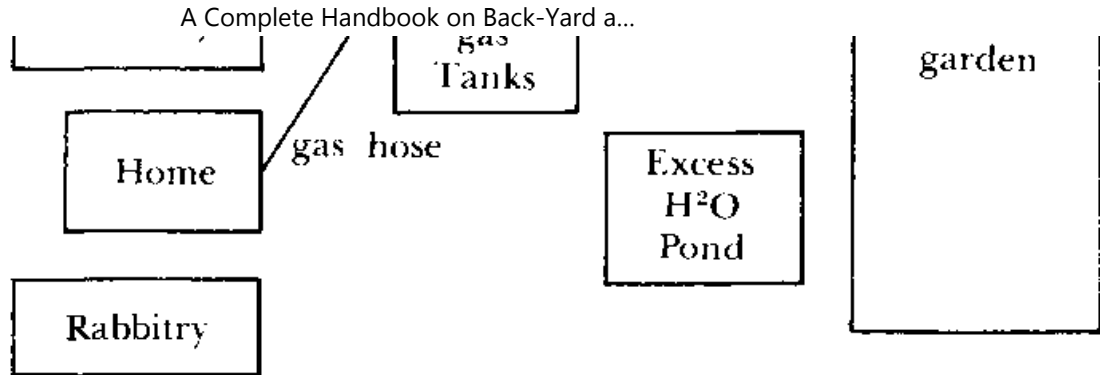 A Complete Handbook on Back-Yard a...
gas
Tanks
garden
Home
gas hose
Excess
H²O
Pond
Rabbitry